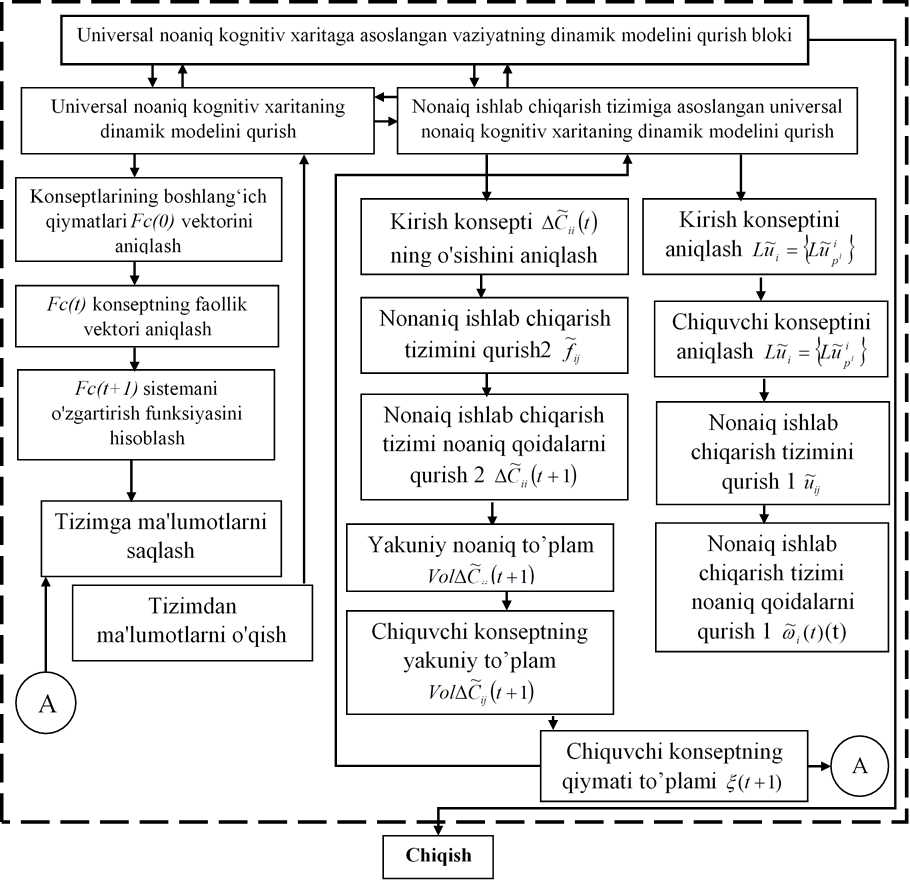 Universal noaniq kognitiv xaritaga asoslangan vaziyatning dinamik modelini qurish bloki
Universal noaniq kognitiv xaritaning
dinamik modelini qurish
Nonaiq ishlab chiqarish tizimiga asoslangan universal
nonaiq kognitiv xaritaning dinamik modelini qurish
Konseptlarining boshlang‘ich
qiymatlari Fc(0) vektorini
aniqlash
Fc(t) konseptning faollik
vektori aniqlash
Fc(t+1) sistemani
o'zgartirish funksiyasini
hisoblash
Tizimga ma'lumotlarni
saqlash
Tizimdan
ma'lumotlarni o'qish
A
Kirish konsepti ΔC̃ᵢᵢ(t)
ning o'sishini aniqlash
Nonaniq ishlab chiqarish
tizimini qurish2 f̃ᵢⱼ
Nonaiq ishlab chiqarish
tizimi noaniq qoidalarni
qurish 2 ΔC̃ᵢᵢ(t+1)
Yakuniy noaniq to’plam
VolΔC̃ᵢᵢ(t+1)
Chiquvchi konseptning
yakuniy to’plam
VolΔC̃ᵢⱼ(t+1)
Chiquvchi konseptning
qiymati to’plami ξ(t+1)
A
Kirish konseptini
aniqlash Lũᵢ = {Lũⁱ_pⁱ}
Chiquvchi konseptini
aniqlash Lũᵢ = {Lũⁱ_pⁱ}
Nonaiq ishlab
chiqarish tizimini
qurish 1 ũᵢⱼ
Nonaiq ishlab
chiqarish tizimi
noaniq qoidalarni
qurish 1 ω̃ᵢ(t)(t)
Chiqish